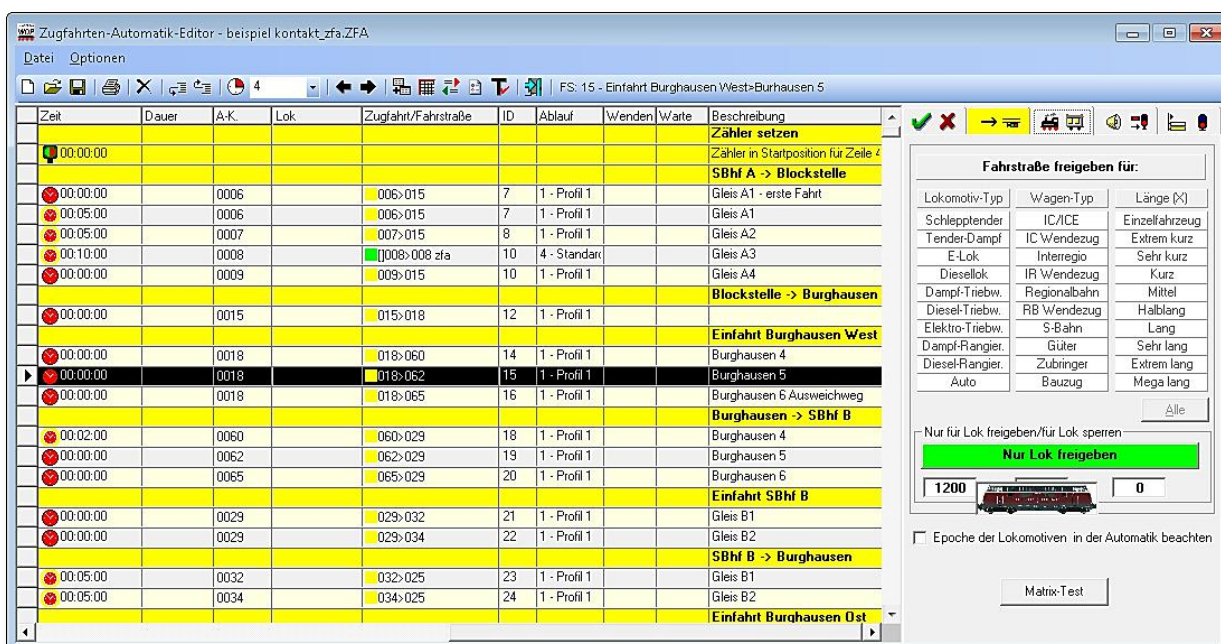 WDP Zugfahrten-Automatik-Editor - beispiel kontakt_zfa.ZFA
Datei Optionen
4 FS: 15 - Einfahrt Burghausen West>Burhausen 5
Zeit Dauer A-K. Lok Zugfahrt/Fahrstraße ID Ablauf Wenden Warte Beschreibung
Zähler setzen
00:00:00 Zähler in Startposition für Zeile 4
SBhf A -> Blockstelle
00:00:00 0006 006>015 7 1 - Profil 1 Gleis A1 - erste Fahrt
00:05:00 0006 006>015 7 1 - Profil 1 Gleis A1
00:05:00 0007 007>015 8 1 - Profil 1 Gleis A2
00:10:00 0008 []008>008 zfa 10 4 - Standard Gleis A3
00:00:00 0009 009>015 10 1 - Profil 1 Gleis A4
Blockstelle -> Burghausen
00:00:00 0015 015>018 12 1 - Profil 1
Einfahrt Burghausen West
00:00:00 0018 018>060 14 1 - Profil 1 Burghausen 4
00:00:00 0018 018>062 15 1 - Profil 1 Burghausen 5
00:00:00 0018 018>065 16 1 - Profil 1 Burghausen 6 Ausweichweg
Burghausen -> SBhf B
00:02:00 0060 060>029 18 1 - Profil 1 Burghausen 4
00:00:00 0062 062>029 19 1 - Profil 1 Burghausen 5
00:00:00 0065 065>029 20 1 - Profil 1 Burghausen 6
Einfahrt SBhf B
00:00:00 0029 029>032 21 1 - Profil 1 Gleis B1
00:00:00 0029 029>034 22 1 - Profil 1 Gleis B2
SBhf B -> Burghausen
00:05:00 0032 032>025 23 1 - Profil 1 Gleis B1
00:05:00 0034 034>025 24 1 - Profil 1 Gleis B2
Einfahrt Burghausen Ost
Fahrstraße freigeben für:
Lokomotiv-Typ Wagen-Typ Länge (X)
Schlepptender IC/ICE Einzelfahrzeug
Tender-Dampf IC Wendezug Extrem kurz
E-Lok Interregio Sehr kurz
Diesellok IR Wendezug Kurz
Dampf-Triebw. Regionalbahn Mittel
Diesel-Triebw. RB Wendezug Halblang
Elektro-Triebw. S-Bahn Lang
Dampf-Rangier. Güter Sehr lang
Diesel-Rangier. Zubringer Extrem lang
Auto Bauzug Mega lang
Alle
Nur für Lok freigeben/für Lok sperren
Nur Lok freigeben
1200 0
Epoche der Lokomotiven in der Automatik beachten
Matrix-Test